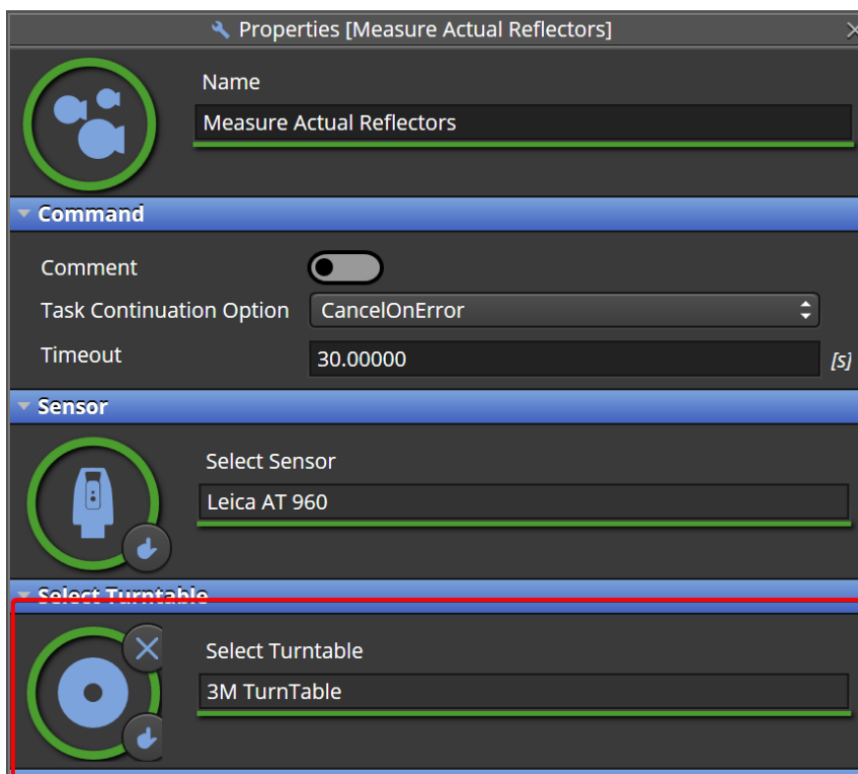 Properties [Measure Actual Reflectors]
Name
Measure Actual Reflectors
Command
Comment
Task Continuation Option CancelOnError
Timeout 30.00000 [s]
Sensor
Select Sensor
Leica AT 960
Select Turntable
Select Turntable
3M TurnTable